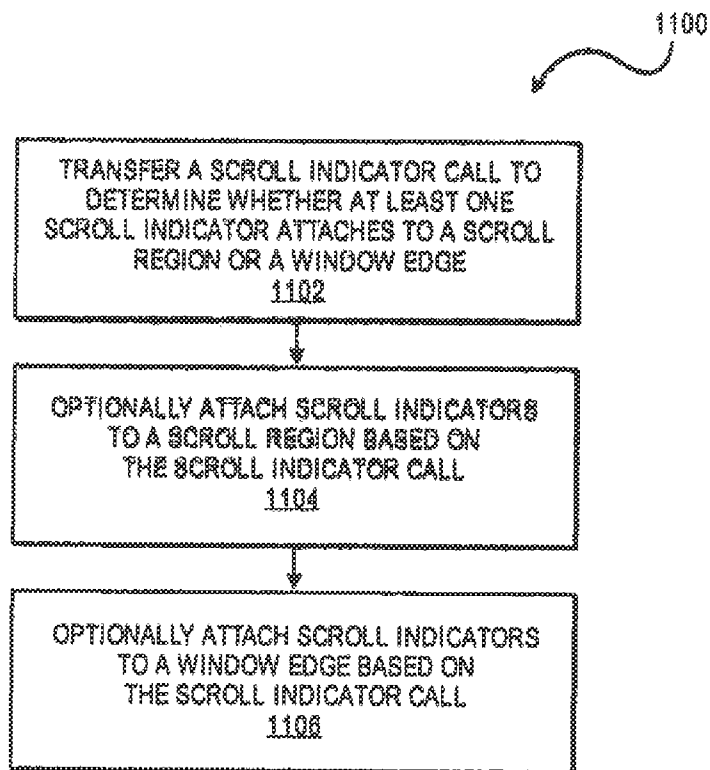 1100
TRANSFER A SCROLL INDICATOR CALL TO
DETERMINE WHETHER AT LEAST ONE
SCROLL INDICATOR ATTACHES TO A SCROLL
REGION OR A WINDOW EDGE
1102
OPTIONALLY ATTACH SCROLL INDICATORS
TO A SCROLL REGION BASED ON
THE SCROLL INDICATOR CALL
1104
OPTIONALLY ATTACH SCROLL INDICATORS
TO A WINDOW EDGE BASED ON
THE SCROLL INDICATOR CALL
1106